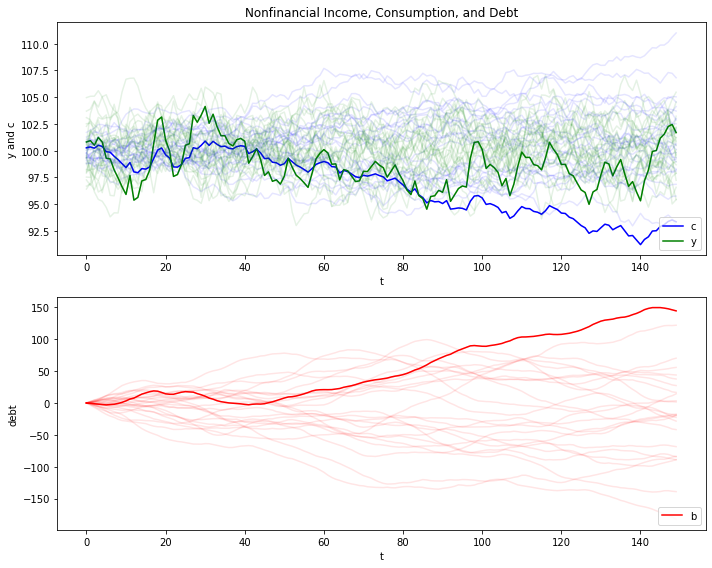 Nonfinancial Income, Consumption, and Debt
110.0
107.5
105.0
102.5
100.0
97.5
95.0
92.5
y and c
c
y
0 20 40 60 80 100 120 140
t
150
100
50
0
−50
−100
−150
debt
b
0 20 40 60 80 100 120 140
t